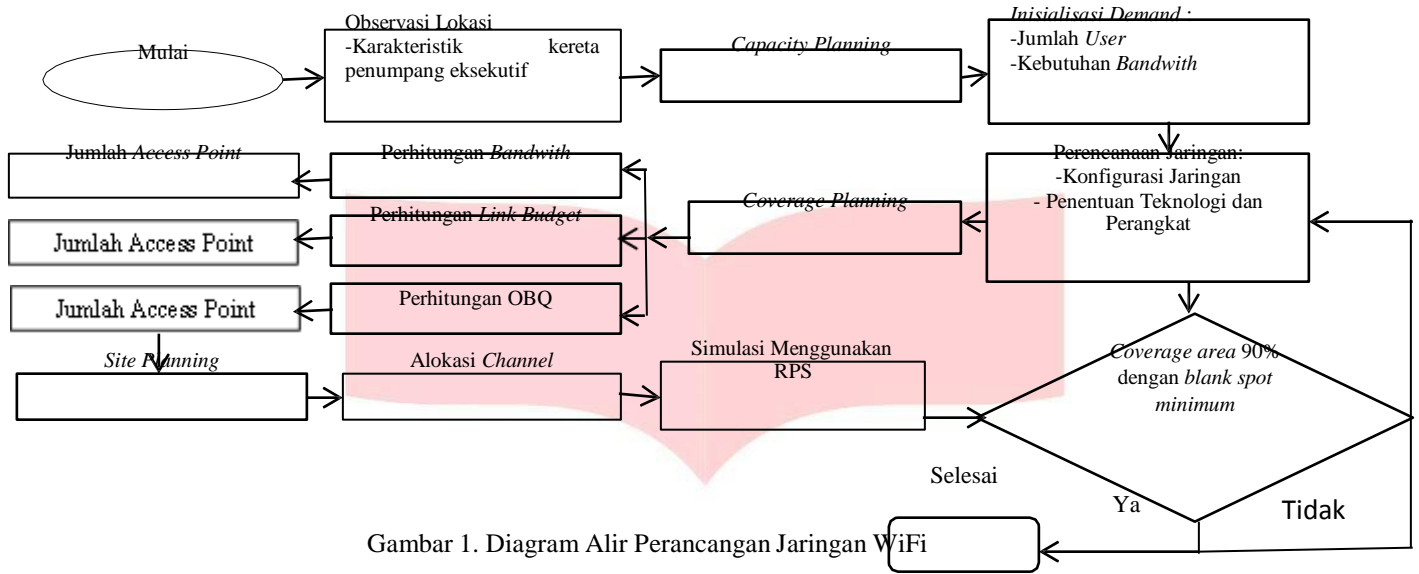 Mulai
Observasi Lokasi
-Karakteristik kereta
penumpang eksekutif
Capacity Planning
Inisialisasi Demand :
-Jumlah User
-Kebutuhan Bandwith
Perencanaan Jaringan:
-Konfigurasi Jaringan
- Penentuan Teknologi dan
Perangkat
Coverage Planning
Perhitungan Bandwith
Jumlah Access Point
Perhitungan Link Budget
Jumlah Access Point
Perhitungan OBQ
Jumlah Access Point
Site Planning
Alokasi Channel
Simulasi Menggunakan
RPS
Coverage area 90%
dengan blank spot
minimum
Selesai
Ya
Tidak
Gambar 1. Diagram Alir Perancangan Jaringan WiFi